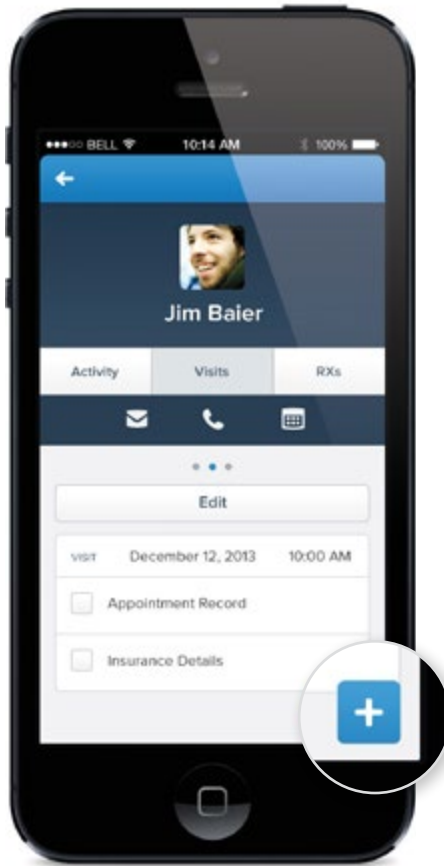 BELL 10:14 AM 100%
Jim Baier
Activity Visits RXs
Edit
VISIT December 12, 2013 10:00 AM
Appointment Record
Insurance Details
+